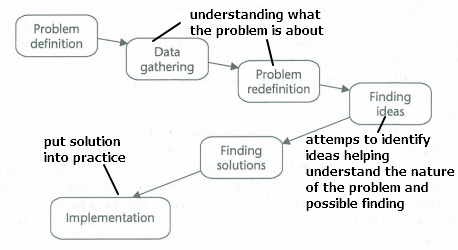 understanding what
the problem is about
Problem
definition
Data
gathering
Problem
redefinition
Finding
ideas
put solution
into practice
Finding
solutions
attemps to identify
ideas helping
understand the nature
of the problem and
possible finding
Implementation